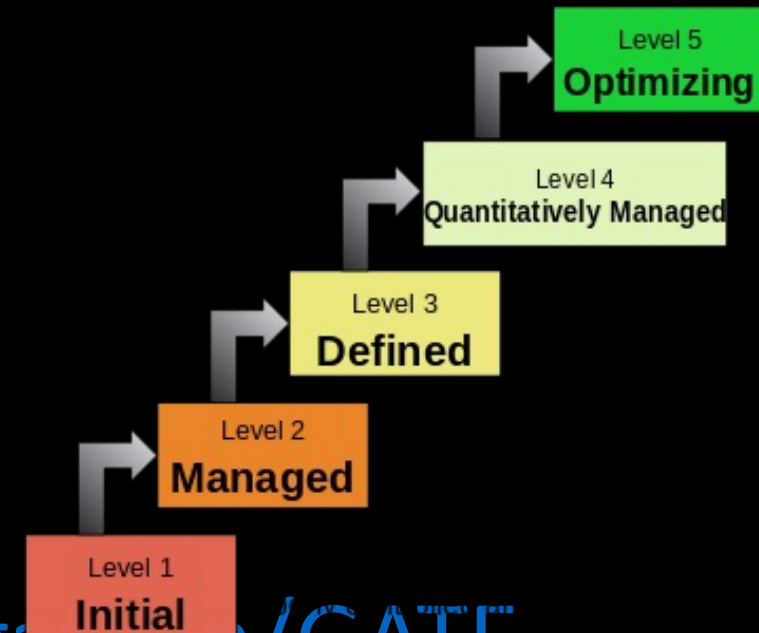 Level 5
Optimizing
Level 4
Quantitatively Managed
Level 3
Defined
Level 2
Managed
Level 1
Initial